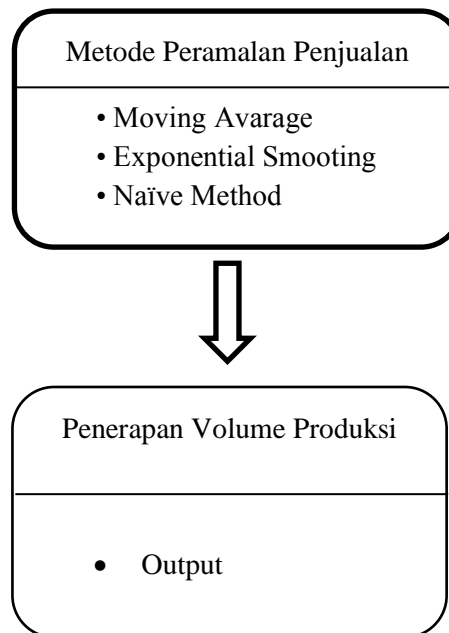 Metode Peramalan Penjualan
• Moving Avarage
• Exponential Smooting
• Naïve Method
Penerapan Volume Produksi
• Output